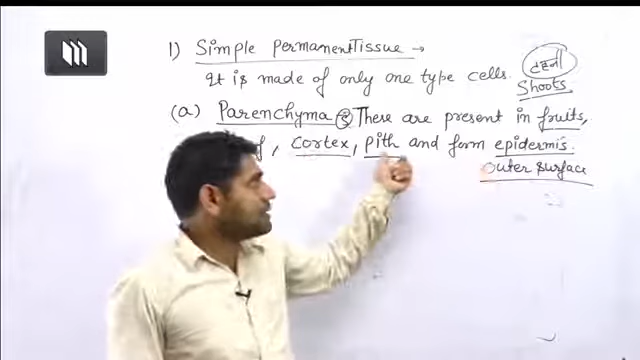 1) Simple Permanent Tissue →
It is made of only one type cells.
टहनी
Shoots
(a) Parenchyma :- These are present in fruits,
, cortex, pith and form epidermis.
Outer surface